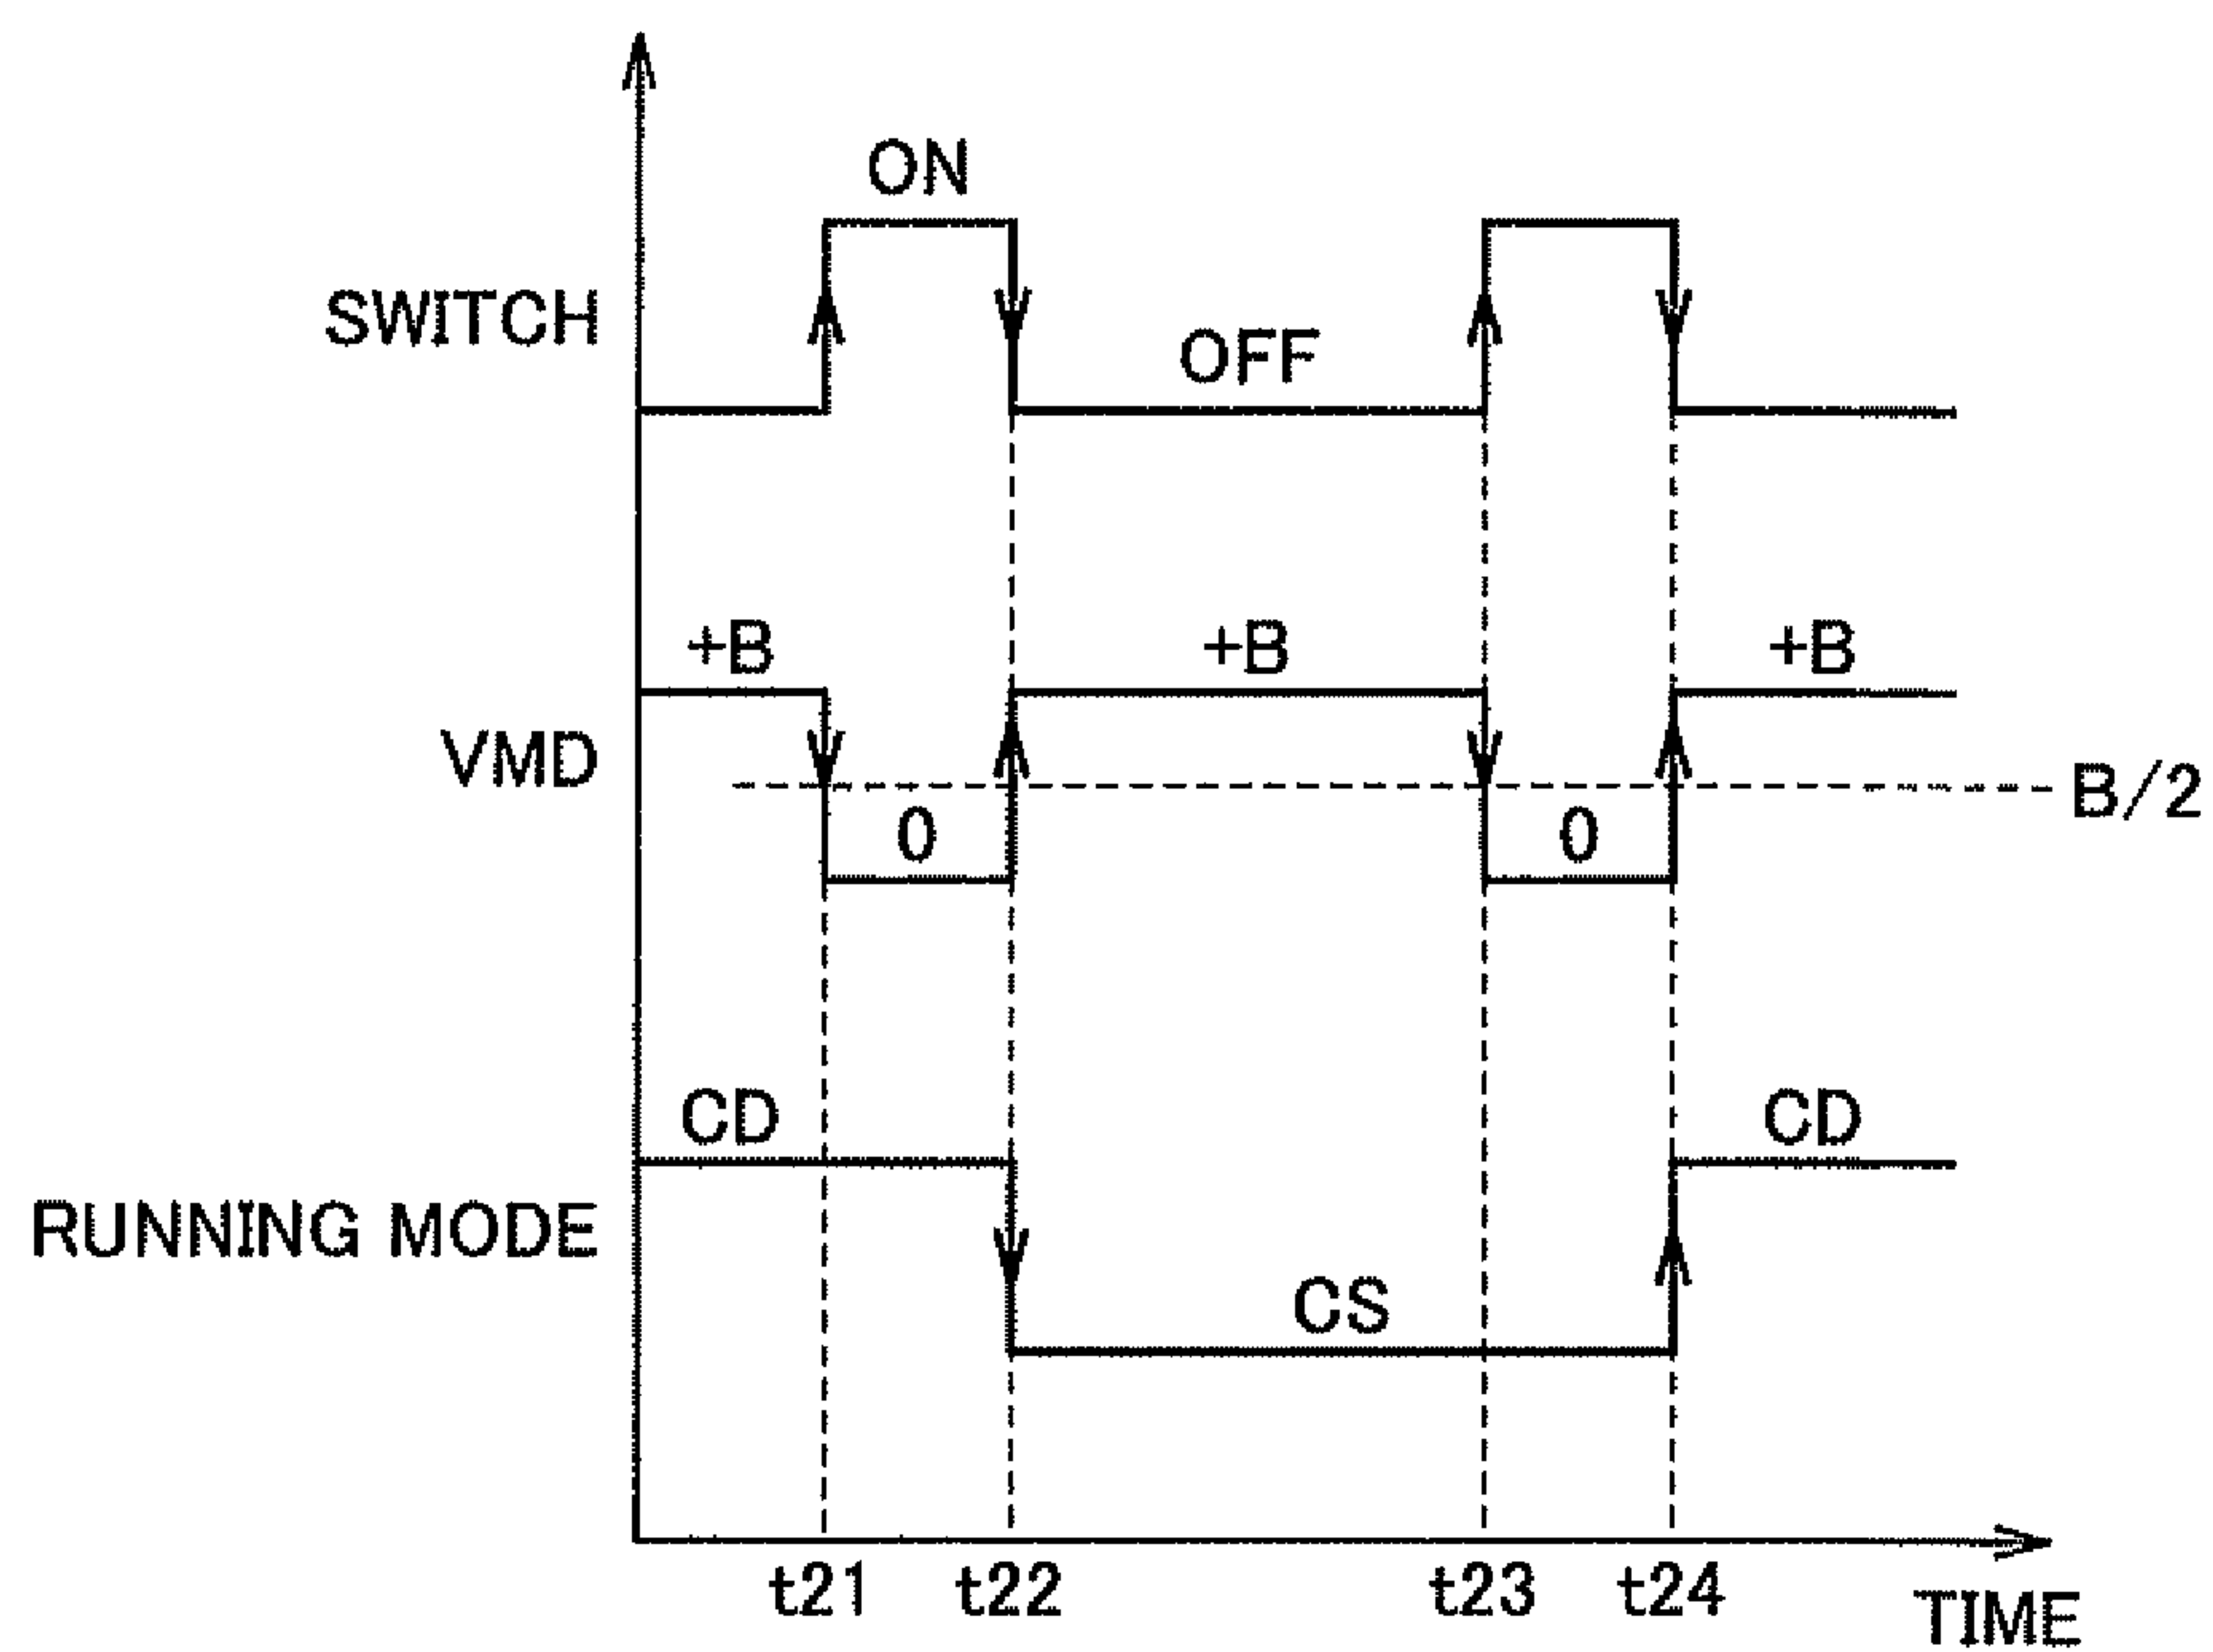 ON
SWITCH
OFF
+B
+B
+B
VMD
B/2
0
0
CD
CD
RUNNING MODE
CS
t21
t22
t23
t24
TIME